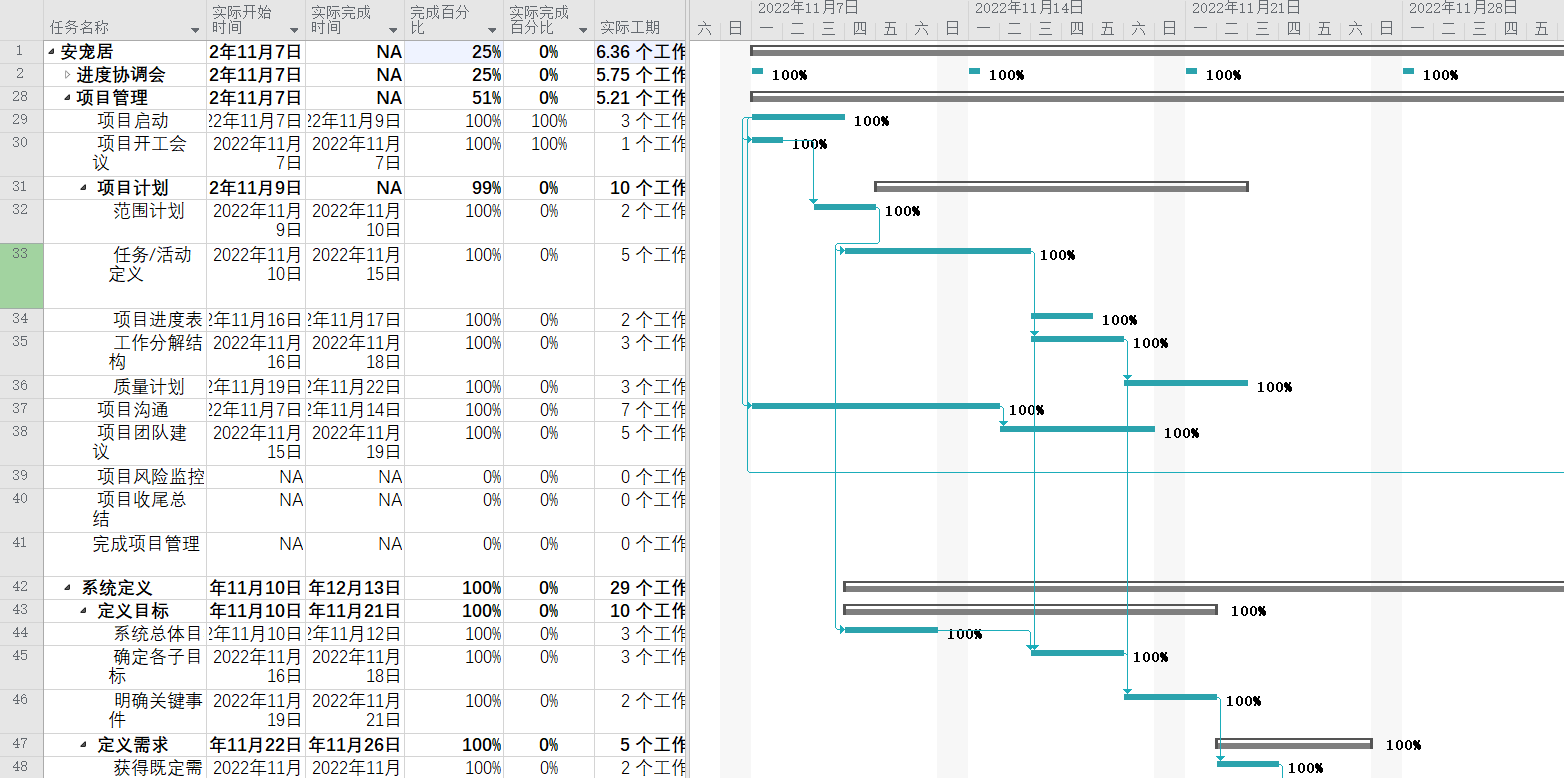 任务名称 实际开始时间 实际完成时间 完成百分比 实际完成百分比 实际工期
2022年11月7日 2022年11月14日 2022年11月21日 2022年11月28日
六 日 一 二 三 四 五 六 日 一 二 三 四 五 六 日 一 二 三 四 五 六 日 一 二 三 四 五
1 安宠居 2年11月7日 NA 25% 0% 6.36 个工作
2 进度协调会 2年11月7日 NA 25% 0% 5.75 个工作 100% 100% 100% 100%
28 项目管理 2年11月7日 NA 51% 0% 5.21 个工作
29 项目启动 22年11月7日 22年11月9日 100% 100% 3 个工作 100%
30 项目开工会议 2022年11月7日 2022年11月7日 100% 100% 1 个工作 100%
31 项目计划 2年11月9日 NA 99% 0% 10 个工作
32 范围计划 2022年11月9日 2022年11月10日 100% 0% 2 个工作 100%
33 任务/活动定义 2022年11月10日 2022年11月15日 100% 0% 5 个工作 100%
34 项目进度表 2年11月16日 2年11月17日 100% 0% 2 个工作 100%
35 工作分解结构 2022年11月16日 2022年11月18日 100% 0% 3 个工作 100%
36 质量计划 2年11月19日 2年11月22日 100% 0% 3 个工作 100%
37 项目沟通 22年11月7日 2年11月14日 100% 0% 7 个工作 100%
38 项目团队建议 2022年11月15日 2022年11月19日 100% 0% 5 个工作 100%
39 项目风险监控 NA NA 0% 0% 0 个工作
40 项目收尾总结 NA NA 0% 0% 0 个工作
41 完成项目管理 NA NA 0% 0% 0 个工作
42 系统定义 年11月10日 年12月13日 100% 0% 29 个工作
43 定义目标 年11月10日 年11月21日 100% 0% 10 个工作 100%
44 系统总体目 2年11月10日 2年11月12日 100% 0% 3 个工作 100%
45 确定各子目标 2022年11月16日 2022年11月18日 100% 0% 3 个工作 100%
46 明确关键事件 2022年11月19日 2022年11月21日 100% 0% 2 个工作 100%
47 定义需求 年11月22日 年11月26日 100% 0% 5 个工作 100%
48 获得既定需 2022年11月 2022年11月 100% 0% 2 个工作 100%